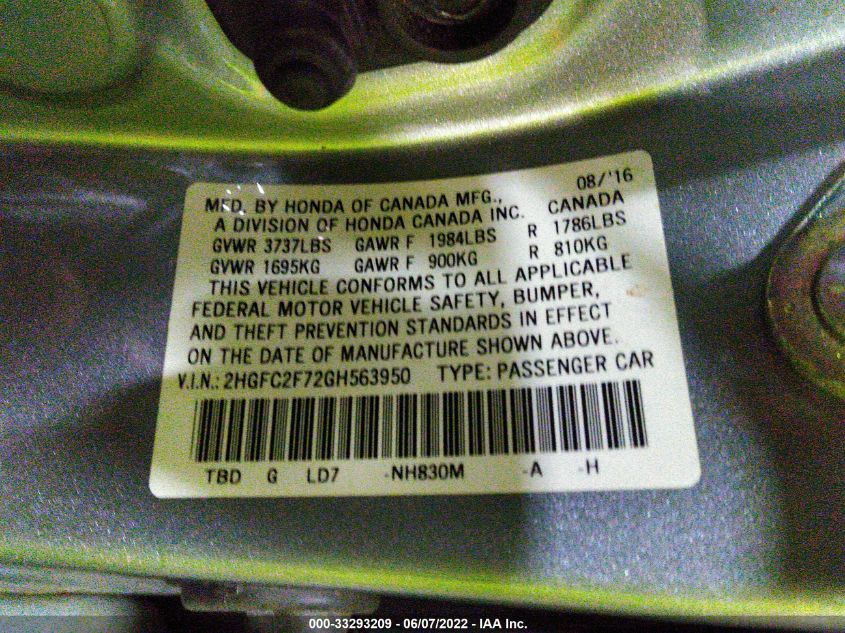 08/'16
MFD. BY HONDA OF CANADA MFG., CANADA
A DIVISION OF HONDA CANADA INC.
GVWR 3737LBS GAWR F 1984LBS R 1786LBS
GVWR 1695KG GAWR F 900KG R 810KG
THIS VEHICLE CONFORMS TO ALL APPLICABLE
FEDERAL MOTOR VEHICLE SAFETY, BUMPER,
AND THEFT PREVENTION STANDARDS IN EFFECT
ON THE DATE OF MANUFACTURE SHOWN ABOVE.
V.I.N.: 2HGFC2F72GH563950 TYPE: PASSENGER CAR
TBD G LD7 -NH830M -A -H
000-33293209 - 06/07/2022 - IAA Inc.